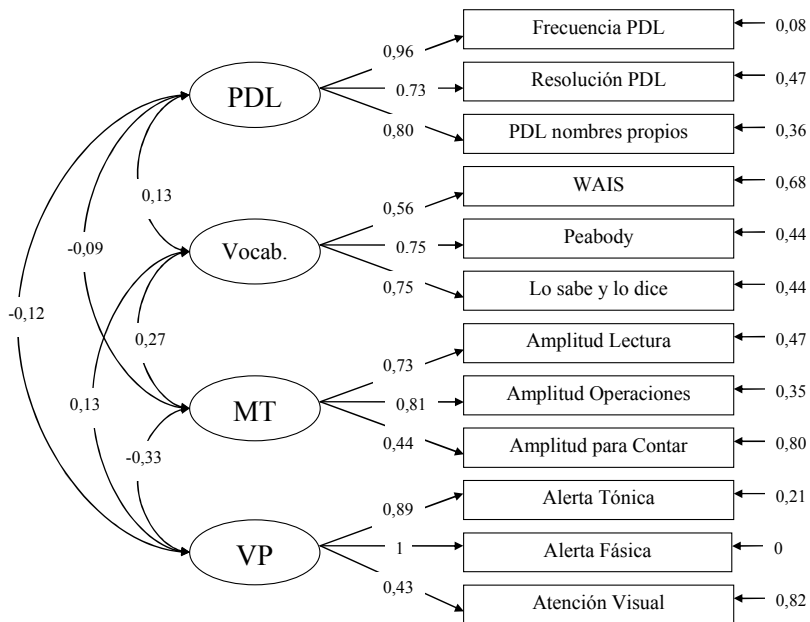 Frecuencia PDL
0,08
0,96
Resolución PDL
0,47
PDL
0.73
0,80
PDL nombres propios
0,36
WAIS
0,68
0,13
0,56
Peabody
0,44
Vocab.
0.75
-0,09
0,75
Lo sabe y lo dice
0,44
-0,12
Amplitud Lectura
0,47
0,27
0,73
Amplitud Operaciones
0,35
MT
0,81
0,13
0,44
Amplitud para Contar
0,80
-0,33
Alerta Tónica
0,21
0,89
VP
1
Alerta Fásica
0
0,43
Atención Visual
0,82